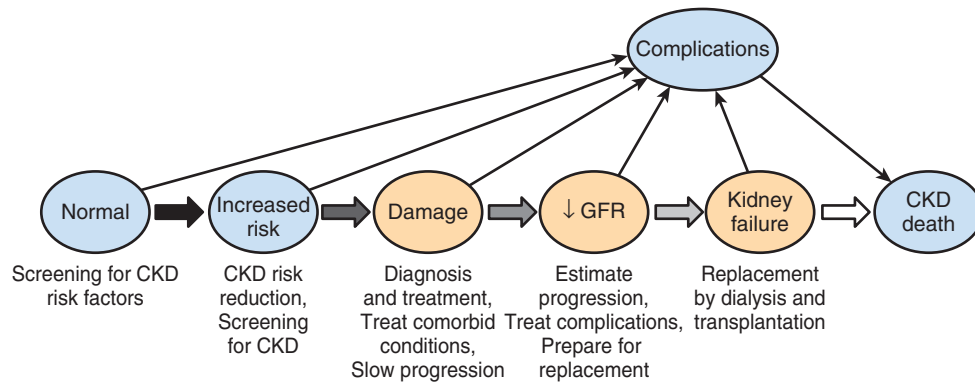 Complications
Normal
Increased
risk
Damage
↓ GFR
Kidney
failure
CKD
death
Screening for CKD
risk factors
CKD risk
reduction,
Screening
for CKD
Diagnosis
and treatment,
Treat comorbid
conditions,
Slow progression
Estimate
progression,
Treat complications,
Prepare for
replacement
Replacement
by dialysis and
transplantation